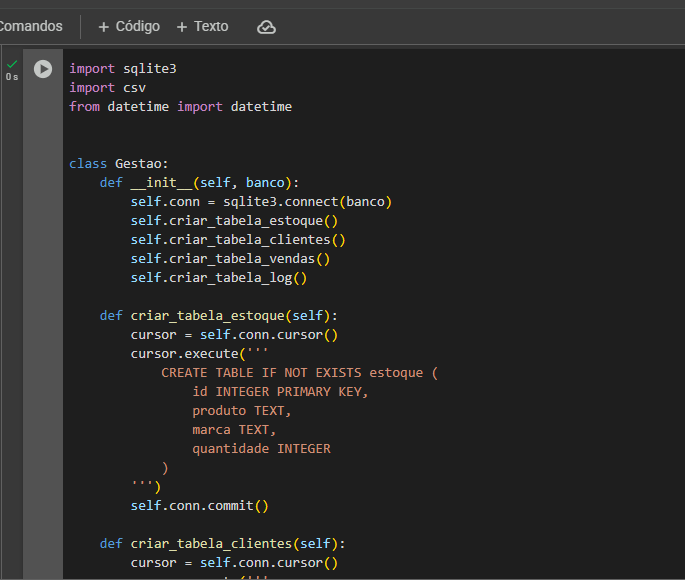 Comandos + Código + Texto
0 s
import sqlite3
import csv
from datetime import datetime
class Gestao:
def __init__(self, banco):
self.conn = sqlite3.connect(banco)
self.criar_tabela_estoque()
self.criar_tabela_clientes()
self.criar_tabela_vendas()
self.criar_tabela_log()
def criar_tabela_estoque(self):
cursor = self.conn.cursor()
cursor.execute('''
CREATE TABLE IF NOT EXISTS estoque (
id INTEGER PRIMARY KEY,
produto TEXT,
marca TEXT,
quantidade INTEGER
)
''')
self.conn.commit()
def criar_tabela_clientes(self):
cursor = self.conn.cursor()